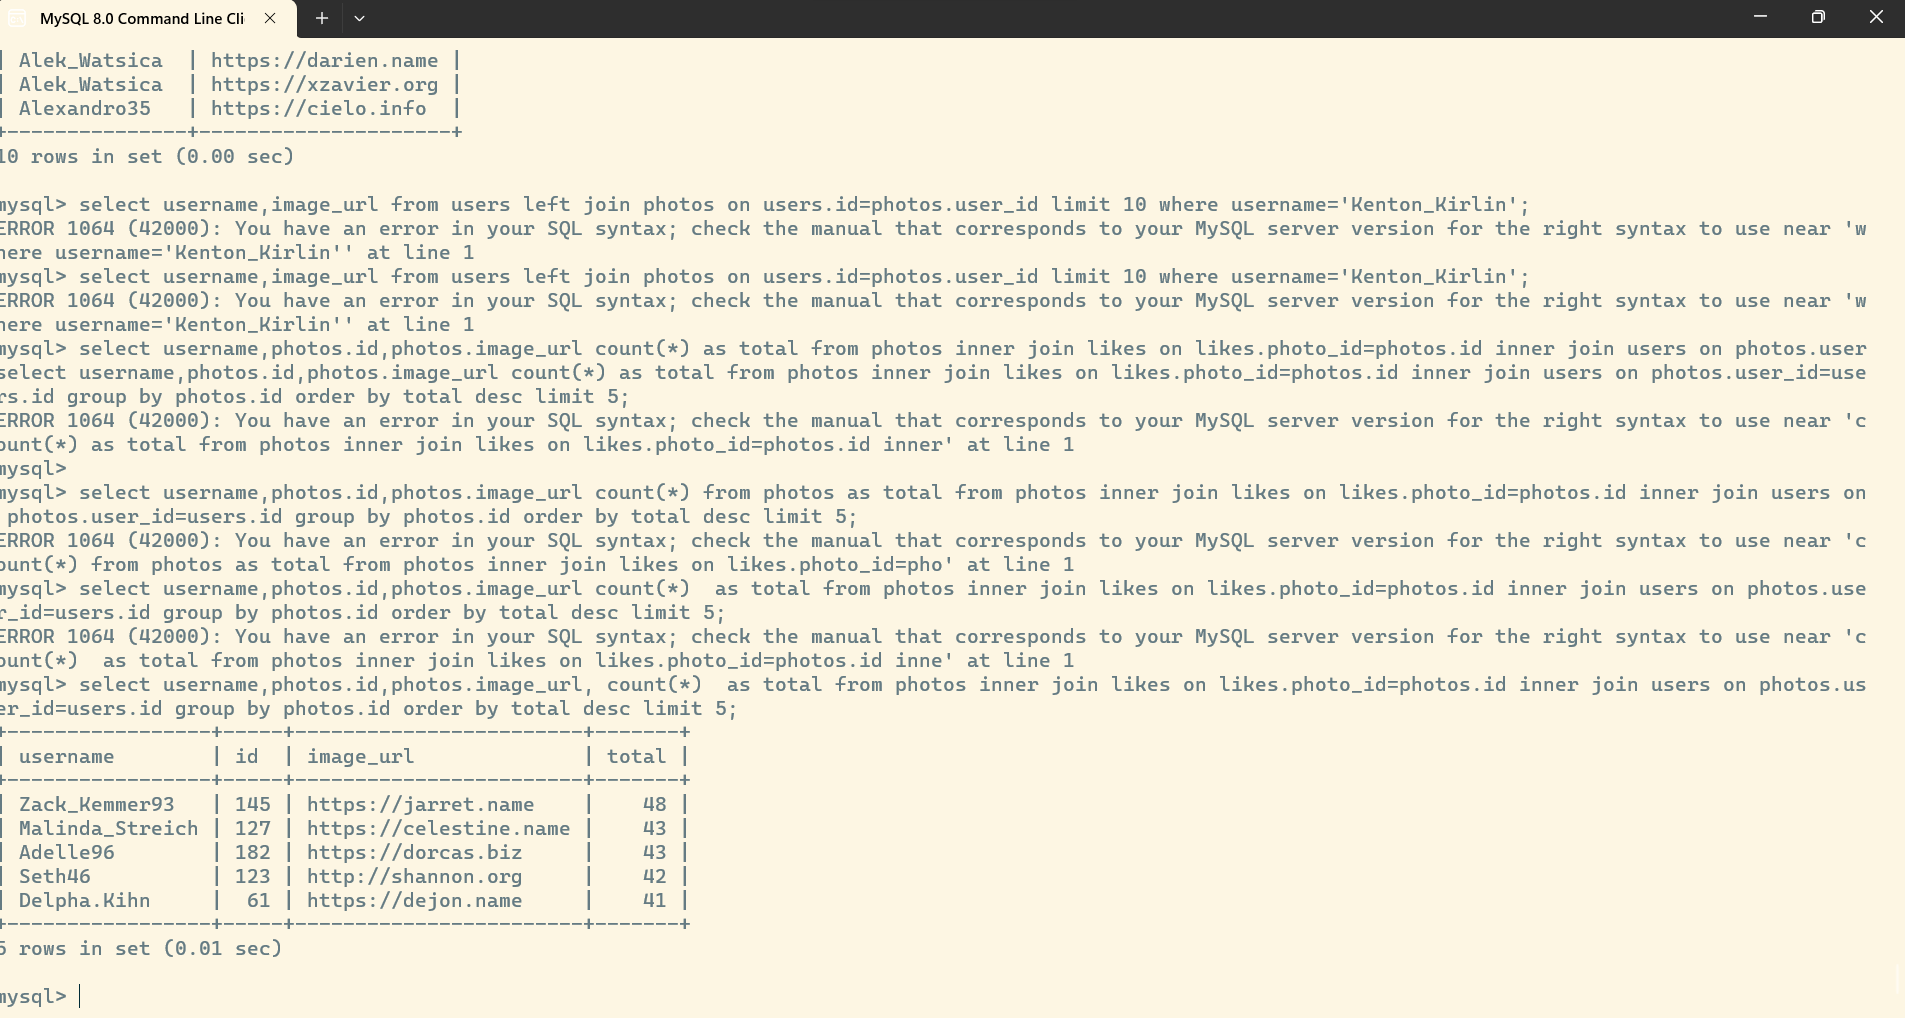 MySQL 8.0 Command Line Cli
| Alek_Watsica  | https://darien.name |
| Alek_Watsica  | https://xzavier.org |
| Alexandro35   | https://cielo.info  |
+---------------+---------------------+
10 rows in set (0.00 sec)
mysql> select username,image_url from users left join photos on users.id=photos.user_id limit 10 where username='Kenton_Kirlin';
ERROR 1064 (42000): You have an error in your SQL syntax; check the manual that corresponds to your MySQL server version for the right syntax to use near 'w
here username='Kenton_Kirlin'' at line 1
mysql> select username,image_url from users left join photos on users.id=photos.user_id limit 10 where username='Kenton_Kirlin';
ERROR 1064 (42000): You have an error in your SQL syntax; check the manual that corresponds to your MySQL server version for the right syntax to use near 'w
here username='Kenton_Kirlin'' at line 1
mysql> select username,photos.id,photos.image_url count(*) as total from photos inner join likes on likes.photo_id=photos.id inner join users on photos.user
select username,photos.id,photos.image_url count(*) as total from photos inner join likes on likes.photo_id=photos.id inner join users on photos.user_id=use
rs.id group by photos.id order by total desc limit 5;
ERROR 1064 (42000): You have an error in your SQL syntax; check the manual that corresponds to your MySQL server version for the right syntax to use near 'c
ount(*) as total from photos inner join likes on likes.photo_id=photos.id inner' at line 1
mysql>
mysql> select username,photos.id,photos.image_url count(*) from photos as total from photos inner join likes on likes.photo_id=photos.id inner join users on
 photos.user_id=users.id group by photos.id order by total desc limit 5;
ERROR 1064 (42000): You have an error in your SQL syntax; check the manual that corresponds to your MySQL server version for the right syntax to use near 'c
ount(*) from photos as total from photos inner join likes on likes.photo_id=pho' at line 1
mysql> select username,photos.id,photos.image_url count(*)  as total from photos inner join likes on likes.photo_id=photos.id inner join users on photos.use
r_id=users.id group by photos.id order by total desc limit 5;
ERROR 1064 (42000): You have an error in your SQL syntax; check the manual that corresponds to your MySQL server version for the right syntax to use near 'c
ount(*)  as total from photos inner join likes on likes.photo_id=photos.id inne' at line 1
mysql> select username,photos.id,photos.image_url, count(*)  as total from photos inner join likes on likes.photo_id=photos.id inner join users on photos.us
er_id=users.id group by photos.id order by total desc limit 5;
+-----------------+-----+------------------------+-------+
| username        | id  | image_url              | total |
+-----------------+-----+------------------------+-------+
| Zack_Kemmer93   | 145 | https://jarret.name    |    48 |
| Malinda_Streich | 127 | https://celestine.name |    43 |
| Adelle96        | 182 | https://dorcas.biz     |    43 |
| Seth46          | 123 | http://shannon.org     |    42 |
| Delpha.Kihn     |  61 | https://dejon.name     |    41 |
+-----------------+-----+------------------------+-------+
5 rows in set (0.01 sec)
mysql>